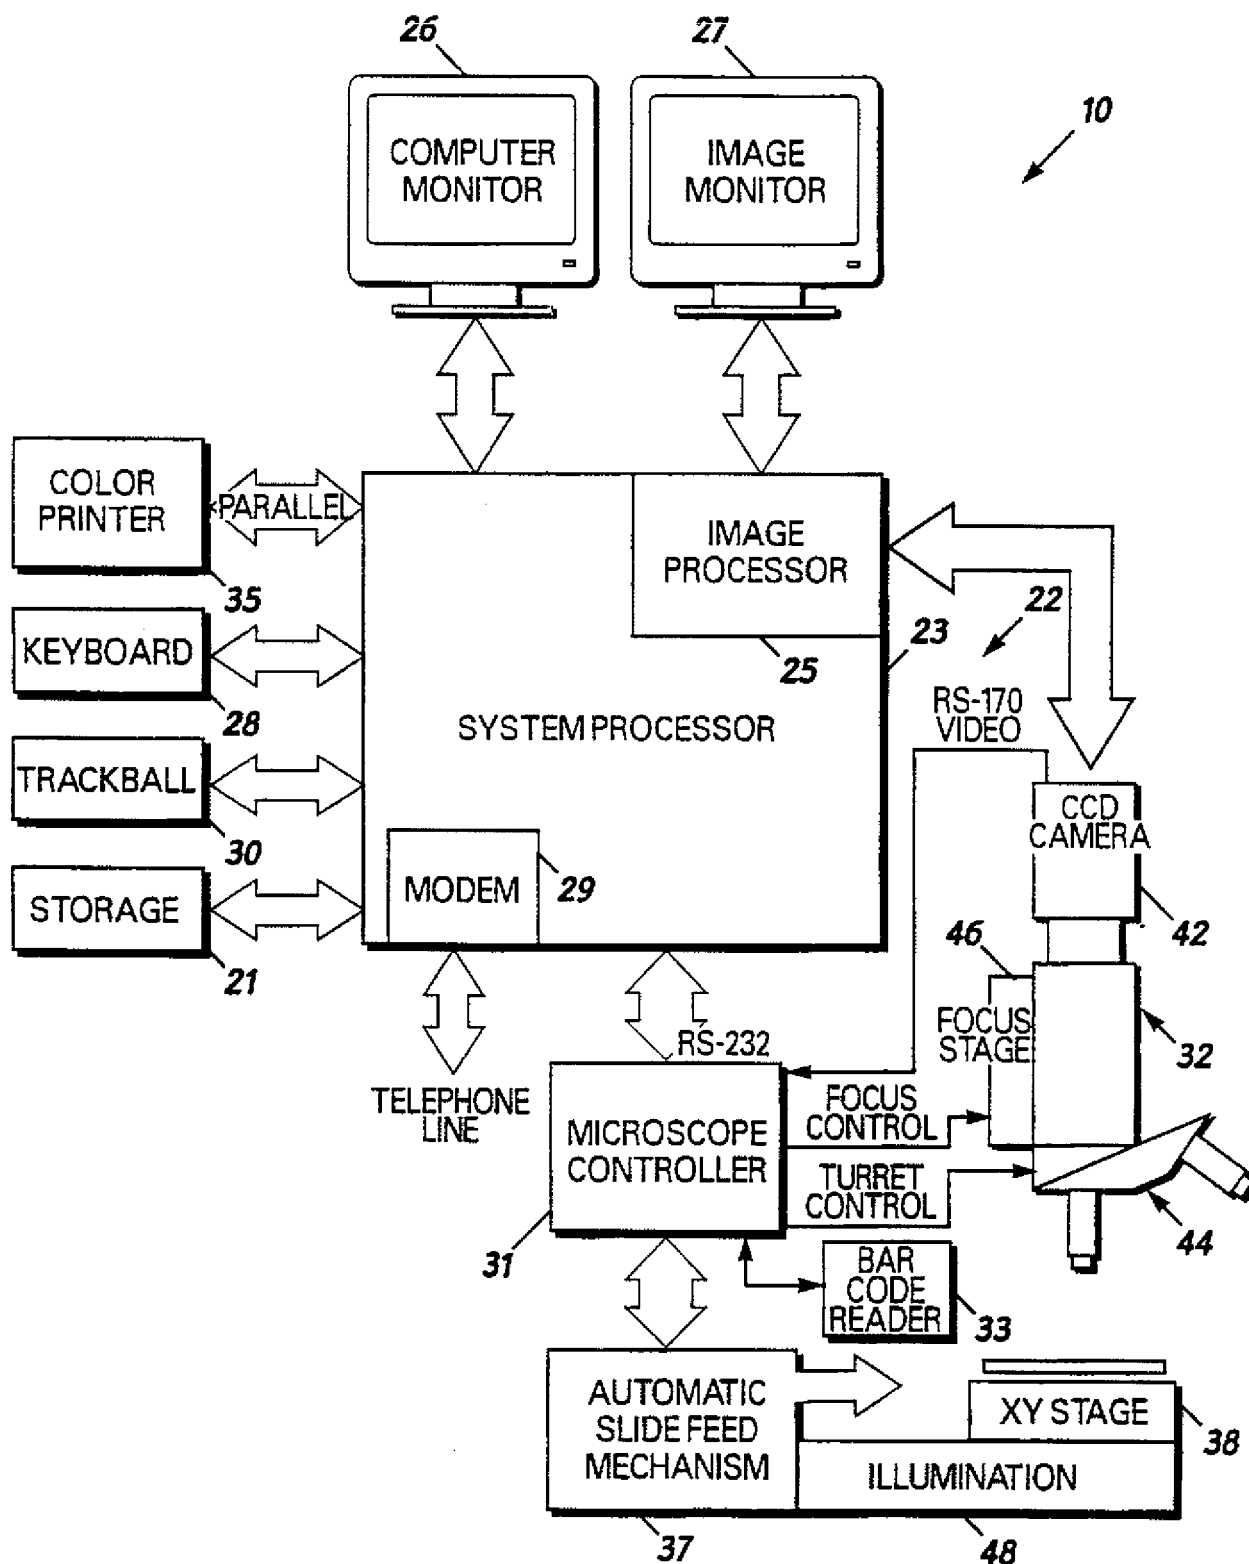 26
27
10
COMPUTER
MONITOR
IMAGE
MONITOR
COLOR
PRINTER
PARALLEL
35
IMAGE
PROCESSOR
25
22
23
KEYBOARD
28
SYSTEM PROCESSOR
RS-170
VIDEO
TRACKBALL
30
CCD
CAMERA
42
STORAGE
21
MODEM
29
46
FOCUS
STAGE
32
RS-232
TELEPHONE
LINE
MICROSCOPE
CONTROLLER
31
FOCUS
CONTROL
TURRET
CONTROL
44
BAR
CODE
READER
33
AUTOMATIC
SLIDE FEED
MECHANISM
37
XY STAGE
38
ILLUMINATION
48